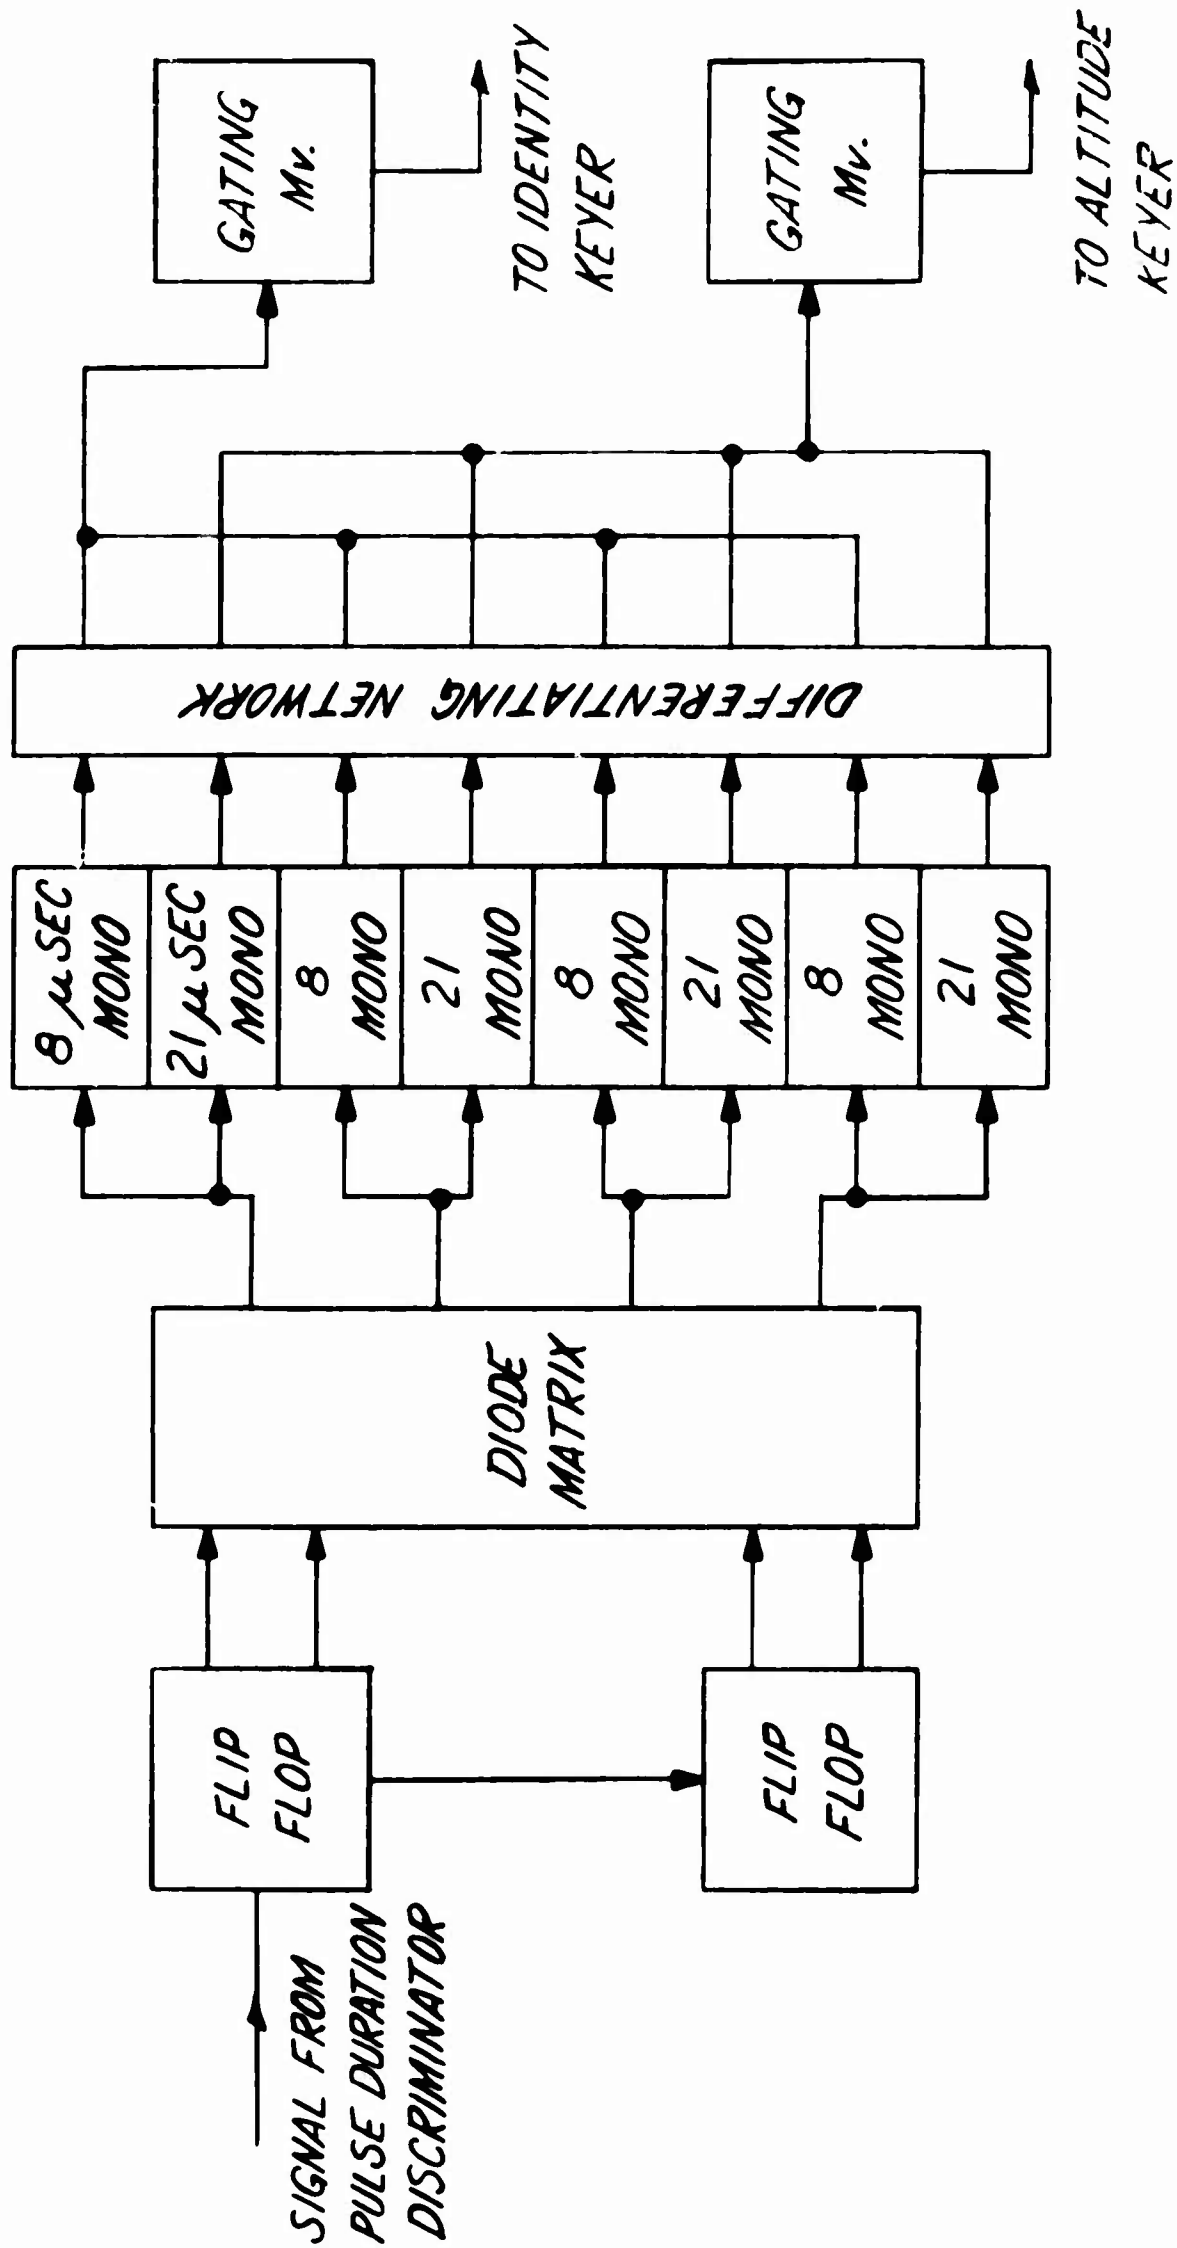 SIGNAL FROM
PULSE DURATION
DISCRIMINATOR
FLIP
FLOP
FLIP
FLOP
DIODE
MATRIX
8 μSEC
MONO
21 μSEC
MONO
8
MONO
21
MONO
8
MONO
21
MONO
8
MONO
21
MONO
DIFFERENTIATING NETWORK
GATING
Mv.
TO IDENTITY
KEYER
GATING
Mv.
TO ALTITUDE
KEYER